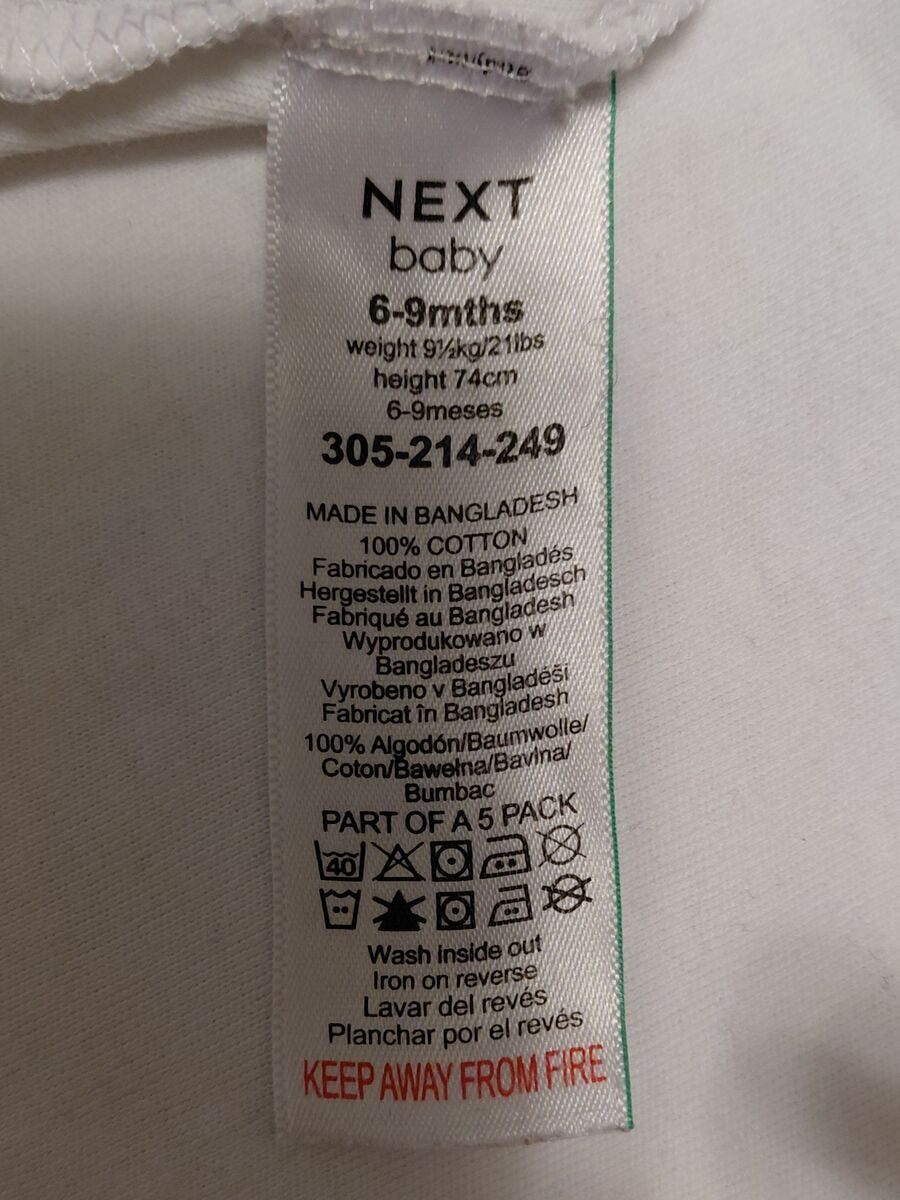 NEXT
baby
6-9mths
weight 9½kg/21lbs
height 74cm
6-9meses
305-214-249
MADE IN BANGLADESH
100% COTTON
Fabricado en Bangladés
Hergestellt in Bangladesch
Fabriqué au Bangladesh
Wyprodukowano w
Bangladeszu
Vyrobeno v Bangladéši
Fabricat în Bangladesh
100% Algodón/Baumwolle/
Coton/Bawełna/Bavlna/
Bumbac
PART OF A 5 PACK
40
Wash inside out
Iron on reverse
Lavar del revés
Planchar por el revés
KEEP AWAY FROM FIRE